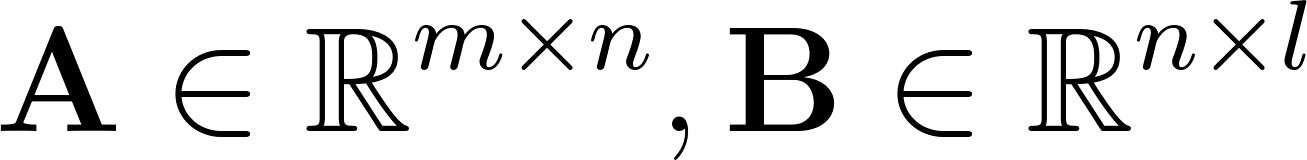 𝐀 ∈ ℝ^{m×n}, 𝐁 ∈ ℝ^{n×l}